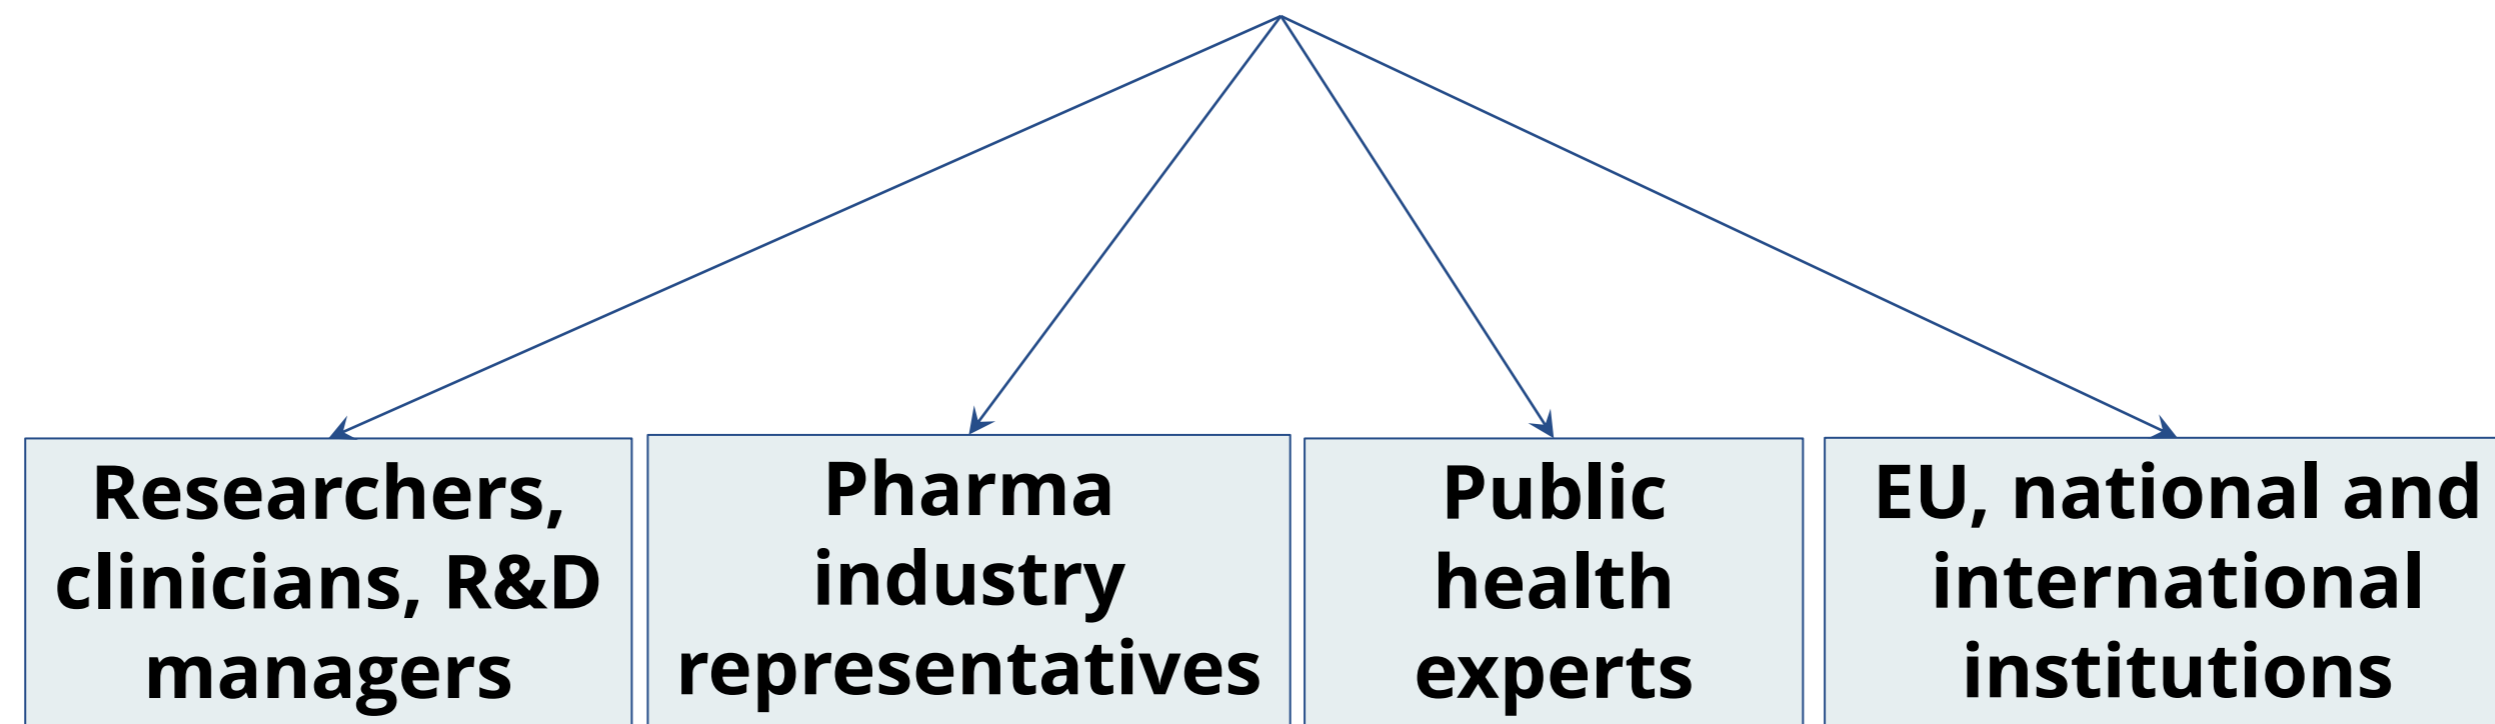 Researchers,
clinicians, R&D
managers
Pharma
industry
representatives
Public
health
experts
EU, national and
international
institutions